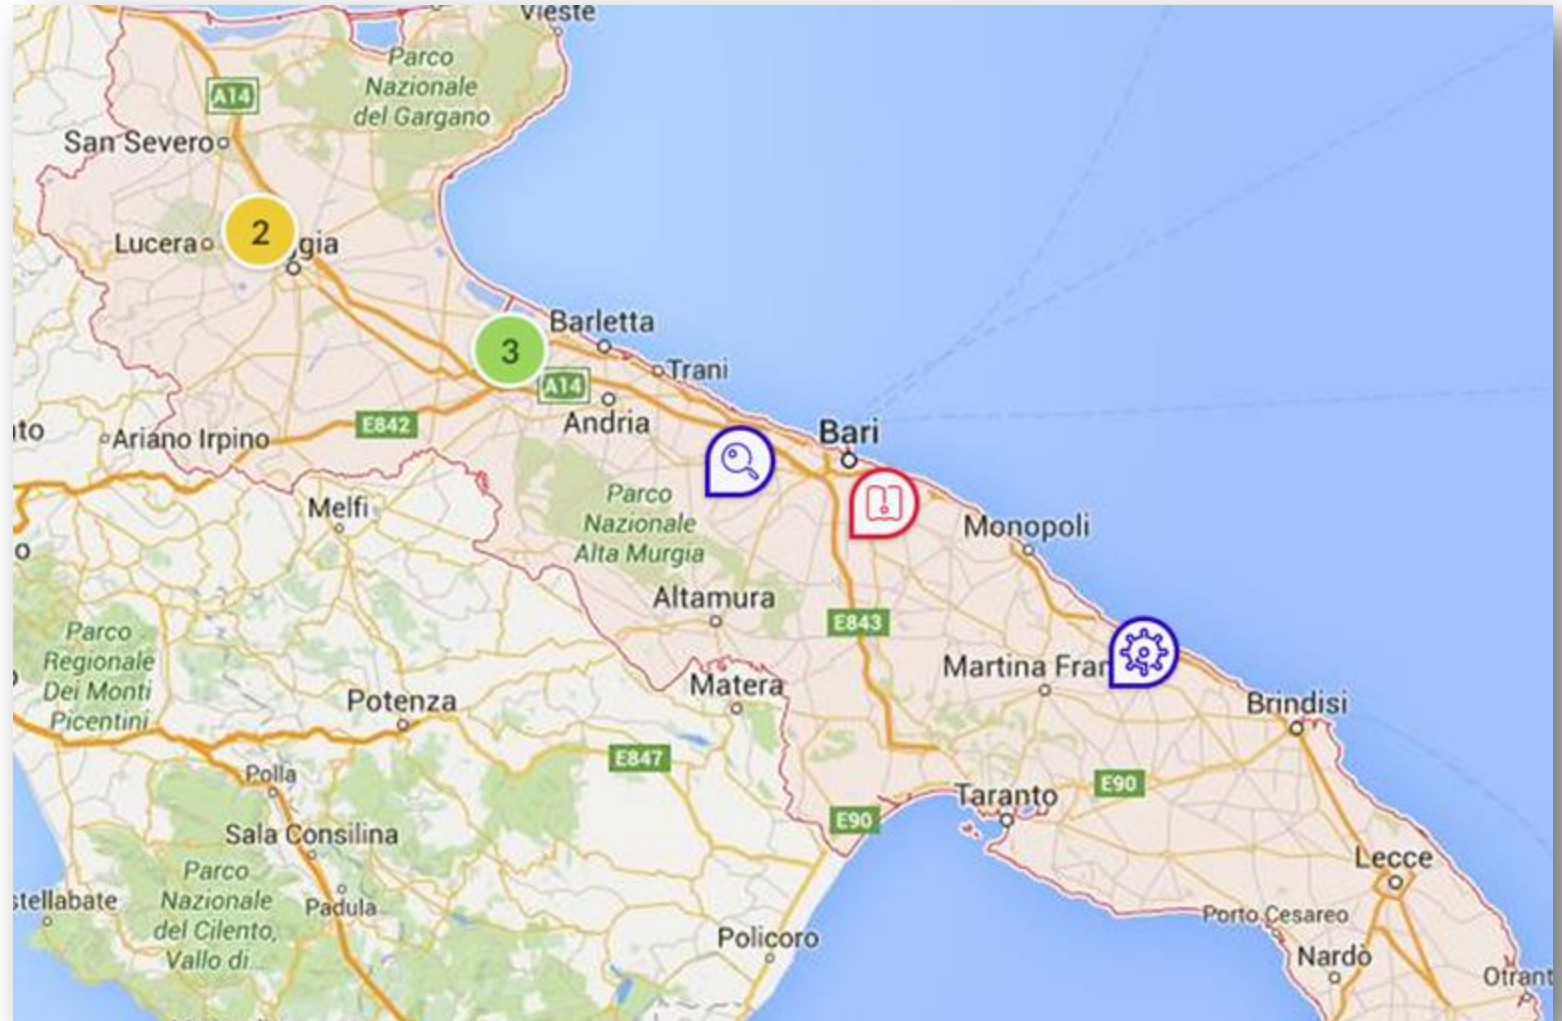 Vieste
Parco
Nazionale
del Gargano
A14
San Severo
2
Lucera
gia
3
Barletta
Trani
A14
Andria
E842
Ariano Irpino
Bari
Parco
Nazionale
Alta Murgia
Melfi
Monopoli
Altamura
E843
Parco
Regionale
Dei Monti
Picentini
Martina Fran
Matera
Potenza
Brindisi
E847
Polla
E90
Taranto
E90
Sala Consilina
Lecce
Parco
Nazionale
del Cilento,
Vallo di...
stellabate
Padula
Porto Cesareo
Policoro
Nardò
Otrant